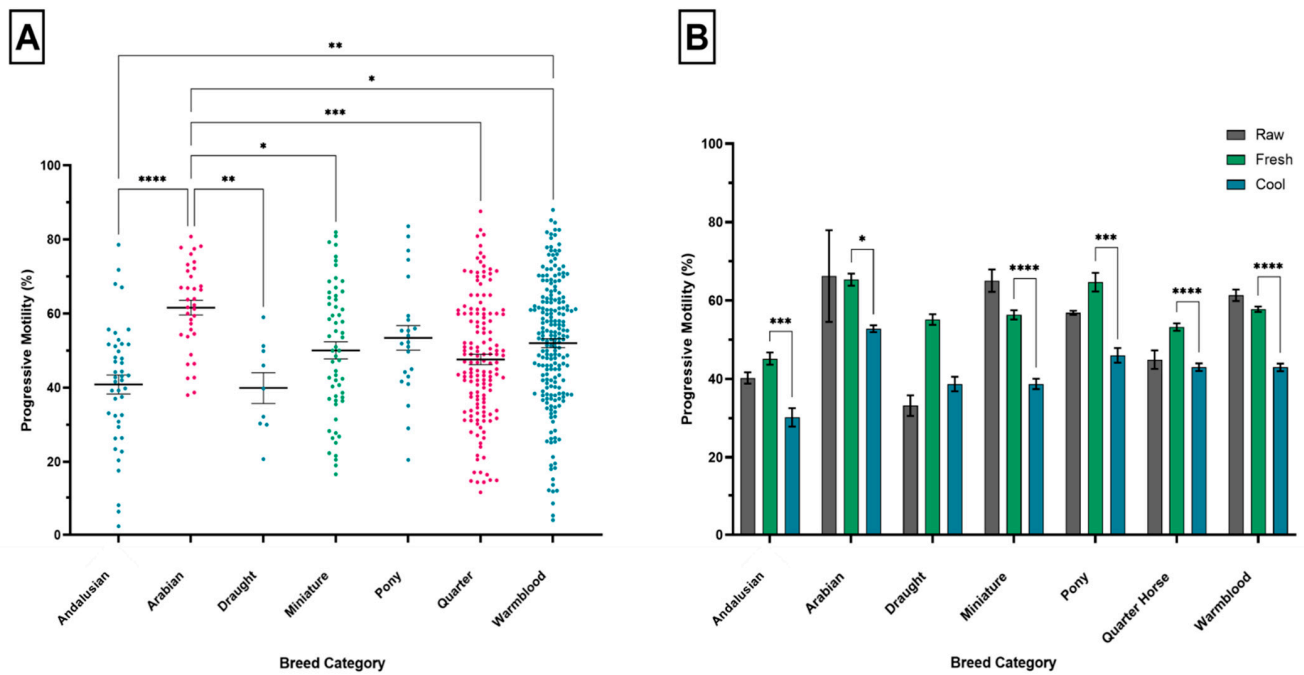 A
**
*
***
*
****
**
100
80
60
40
20
0
Progressive Motility (%)
Andalusian
Arabian
Draught
Miniature
Pony
Quarter
Warmblood
Breed Category
B
Raw
Fresh
Cool
100
80
60
40
20
0
Progressive Motility (%)
***
*
****
***
****
****
Andalusian
Arabian
Draught
Miniature
Pony
Quarter Horse
Warmblood
Breed Category